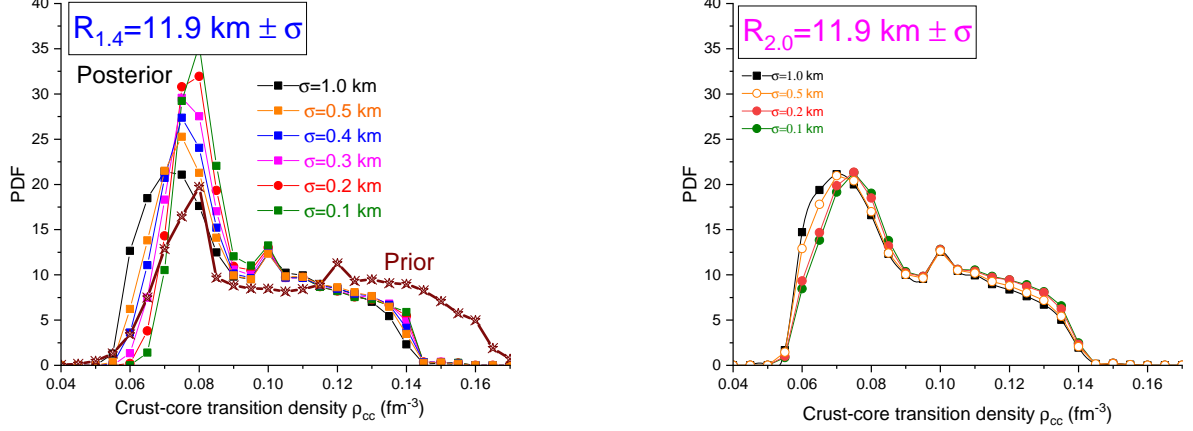 R1.4=11.9 km ± σ
Posterior
σ=1.0 km
σ=0.5 km
σ=0.4 km
σ=0.3 km
σ=0.2 km
σ=0.1 km
Prior
PDF
40
35
30
25
20
15
10
5
0
0.04 0.06 0.08 0.10 0.12 0.14 0.16
Crust-core transition density ρcc (fm-3)
R2.0=11.9 km ± σ
σ=1.0 km
σ=0.5 km
σ=0.2 km
σ=0.1 km
PDF
40
35
30
25
20
15
10
5
0
0.04 0.06 0.08 0.10 0.12 0.14 0.16
Crust-core transition density ρcc (fm-3)